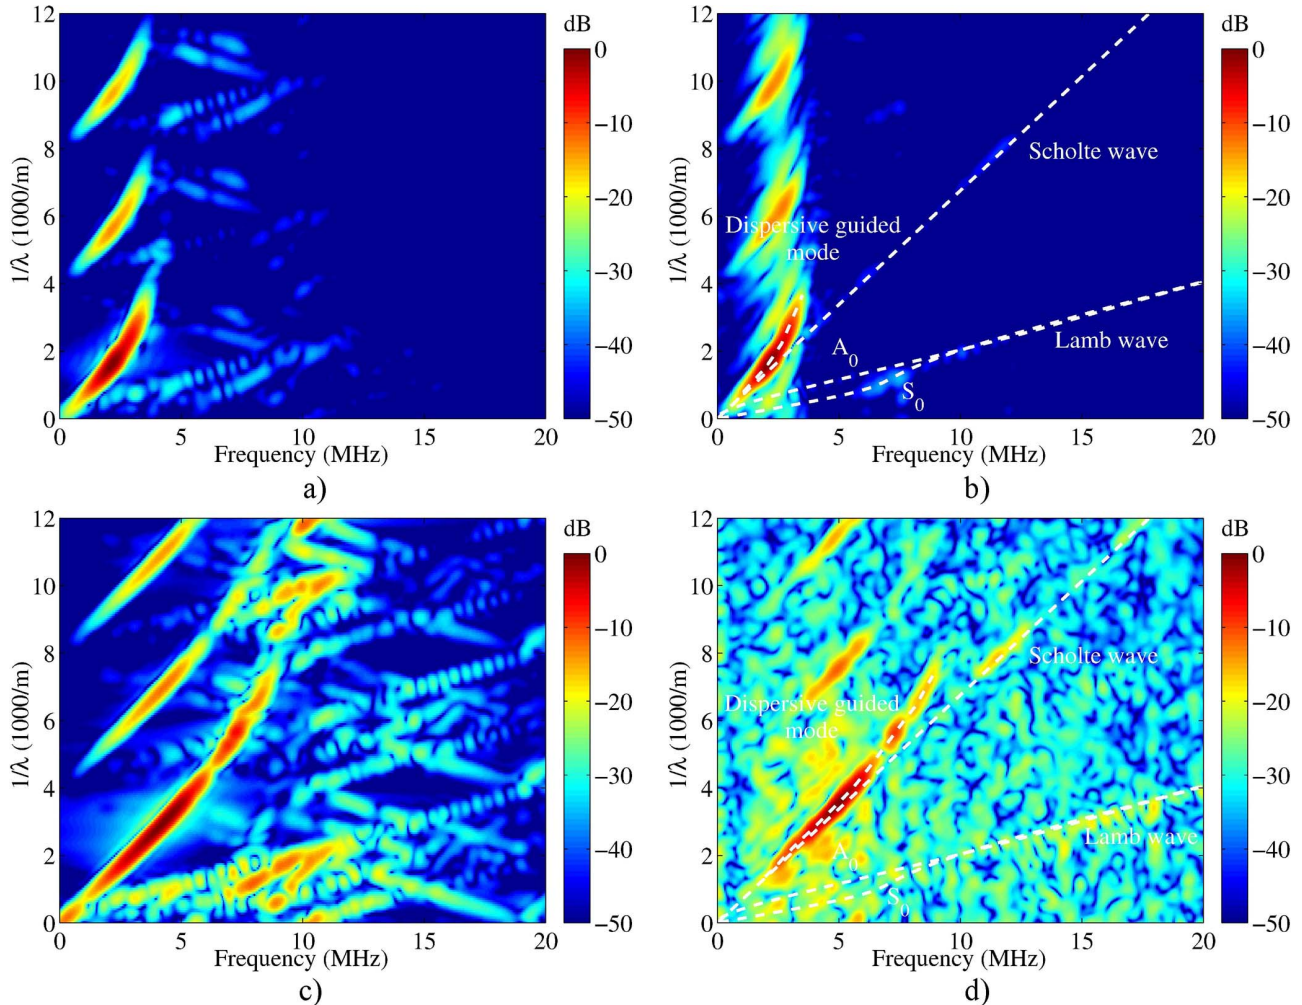 12
10
8
6
4
2
0
1/λ (1000/m)
0
5
10
15
20
Frequency (MHz)
dB
0
−10
−20
−30
−40
−50
a)
12
10
8
6
4
2
0
1/λ (1000/m)
Scholte wave
Dispersive guided
mode
Lamb wave
A0
S0
0
5
10
15
20
Frequency (MHz)
dB
0
−10
−20
−30
−40
−50
b)
12
10
8
6
4
2
0
1/λ (1000/m)
0
5
10
15
20
Frequency (MHz)
dB
0
−10
−20
−30
−40
−50
c)
12
10
8
6
4
2
0
1/λ (1000/m)
Scholte wave
Dispersive guided
mode
Lamb wave
A0
S0
0
5
10
15
20
Frequency (MHz)
dB
0
−10
−20
−30
−40
−50
d)